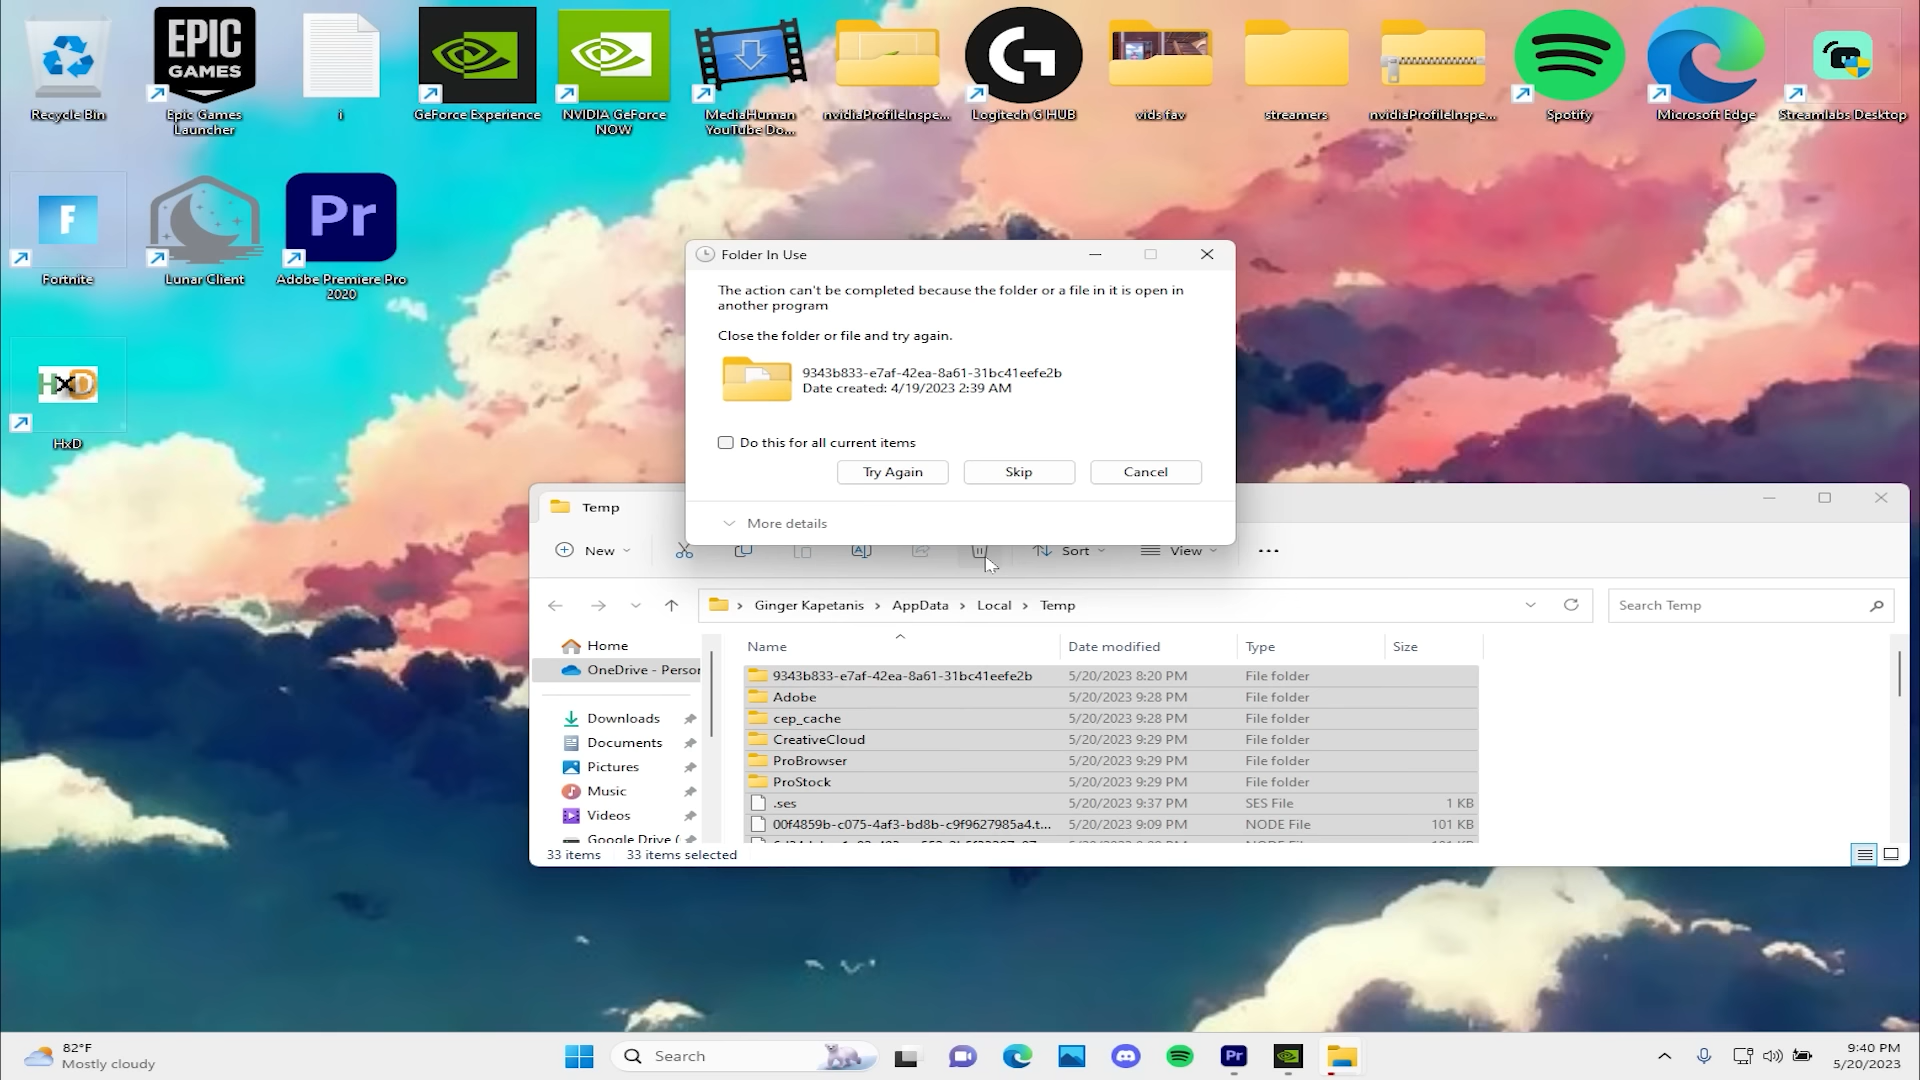 EPIC
GAMES
Recycle Bin
Epic Games
Launcher
i
GeForce Experience
NVIDIA GeForce
NOW
MediaHuman
YouTube Do...
nvidiaProfileInspe...
Logitech G HUB
vids fav
streamers
nvidiaProfileInspe...
Spotify
Microsoft Edge
Streamlabs Desktop
F
Pr
Fortnite
Lunar Client
Adobe Premiere Pro
2020
HxD
HxD
Folder In Use
The action can't be completed because the folder or a file in it is open in
another program
Close the folder or file and try again.
9343b833-e7af-42ea-8a61-31bc41eefe2b
Date created: 4/19/2023 2:39 AM
Do this for all current items
Try Again Skip Cancel
More details
Temp
New Sort View ...
Ginger Kapetanis > AppData > Local > Temp
Search Temp
Home
OneDrive - Person
Downloads
Documents
Pictures
Music
Videos
Google Drive (
Name Date modified Type Size
9343b833-e7af-42ea-8a61-31bc41eefe2b 5/20/2023 8:20 PM File folder
Adobe 5/20/2023 9:28 PM File folder
cep_cache 5/20/2023 9:28 PM File folder
CreativeCloud 5/20/2023 9:29 PM File folder
ProBrowser 5/20/2023 9:29 PM File folder
ProStock 5/20/2023 9:29 PM File folder
.ses 5/20/2023 9:37 PM SES File 1 KB
00f4859b-c075-4af3-bd8b-c9f9627985a4.t... 5/20/2023 9:09 PM NODE File 101 KB
33 items 33 items selected
82°F
Mostly cloudy
Search
Pr
9:40 PM
5/20/2023